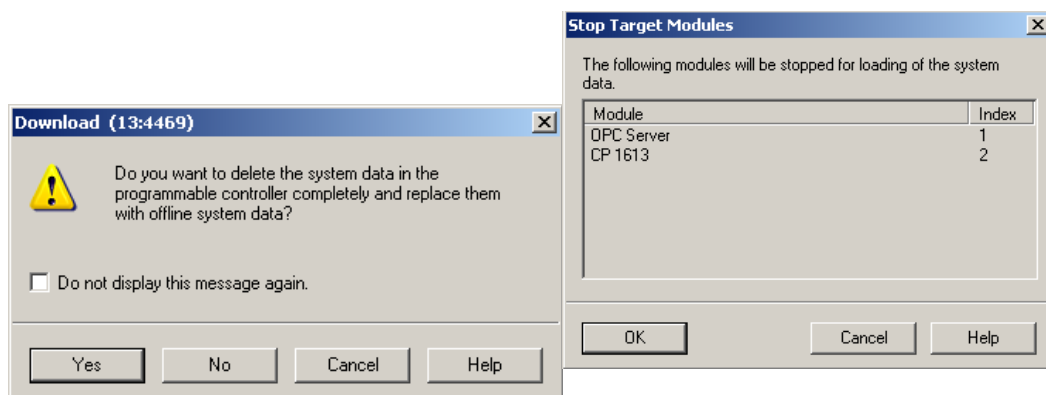 Download (13:4469)
Do you want to delete the system data in the
programmable controller completely and replace them
with offline system data?
Do not display this message again.
Yes No Cancel Help
Stop Target Modules
The following modules will be stopped for loading of the system
data.
Module Index
OPC Server 1
CP 1613 2
OK Cancel Help